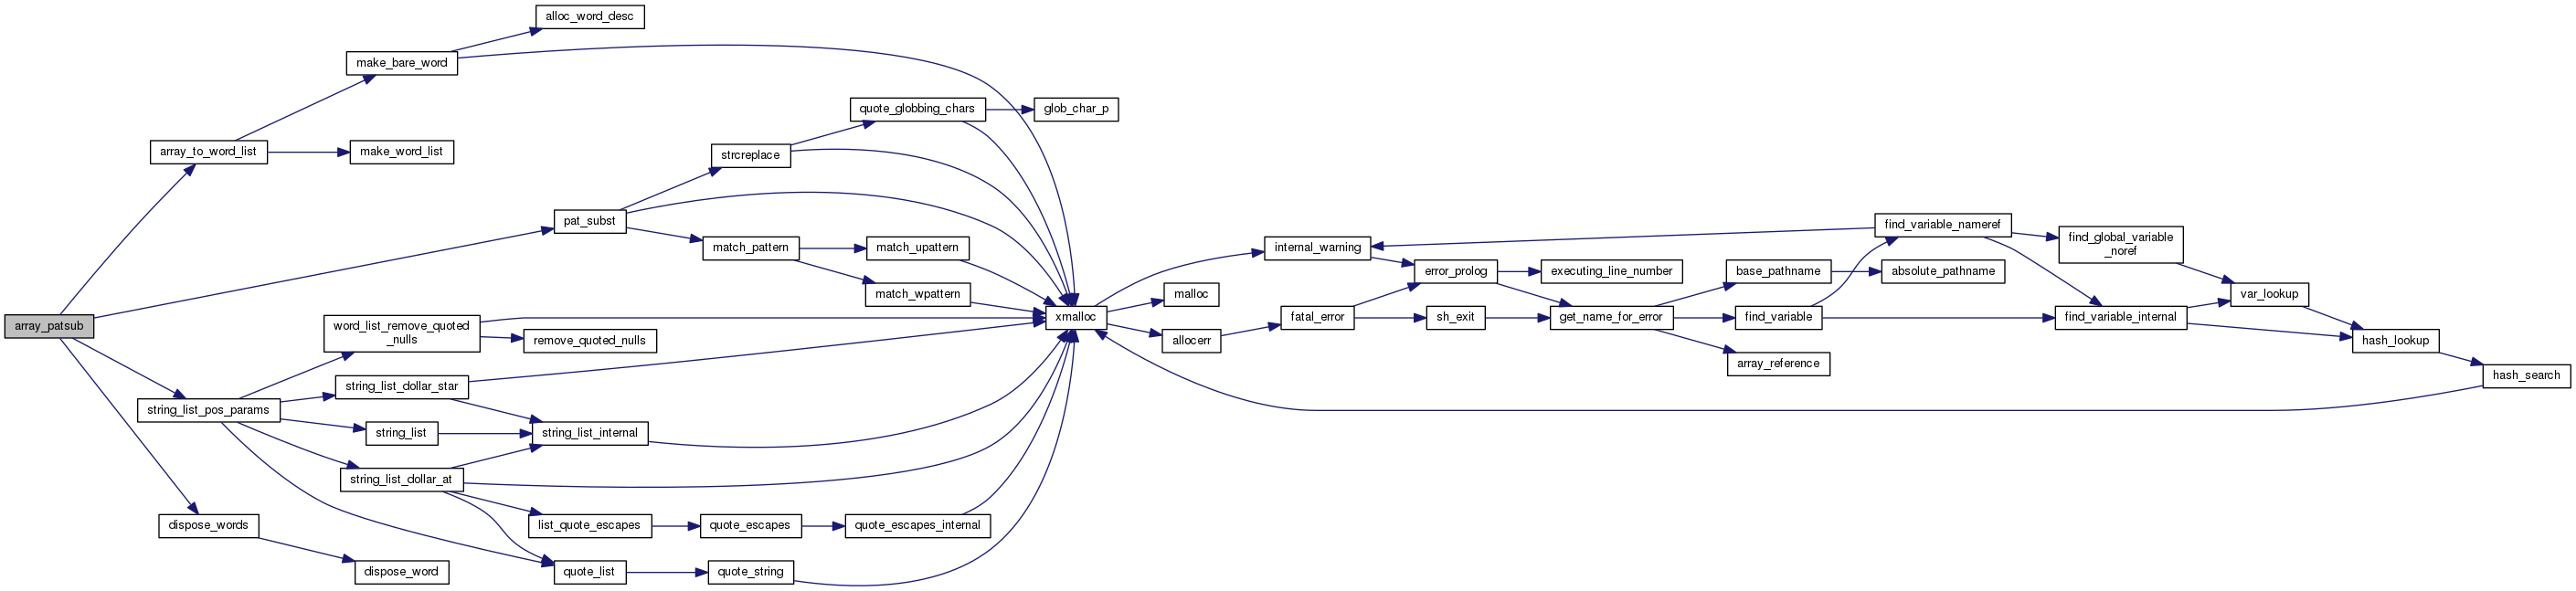 alloc_word_desc
make_bare_word
quote_globbing_chars
glob_char_p
array_to_word_list
make_word_list
strcreplace
pat_subst
match_pattern
match_upattern
match_wpattern
array_patsub
word_list_remove_quoted
_nulls
remove_quoted_nulls
xmalloc
internal_warning
malloc
allocerr
error_prolog
executing_line_number
fatal_error
sh_exit
get_name_for_error
base_pathname
absolute_pathname
find_variable
array_reference
find_variable_nameref
find_global_variable
_noref
find_variable_internal
var_lookup
hash_lookup
hash_search
string_list_dollar_star
string_list_pos_params
string_list
string_list_internal
string_list_dollar_at
dispose_words
list_quote_escapes
quote_escapes
quote_escapes_internal
dispose_word
quote_list
quote_string